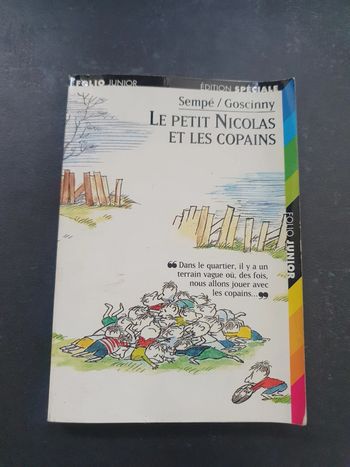 FOLIO JUNIOR
ÉDITION SPÉCIALE
Sempé / Goscinny
LE PETIT NICOLAS
ET LES COPAINS
FOLIO JUNIOR
❝ Dans le quartier, il y a un
terrain vague où, des fois,
nous allons jouer avec
les copains... ❞